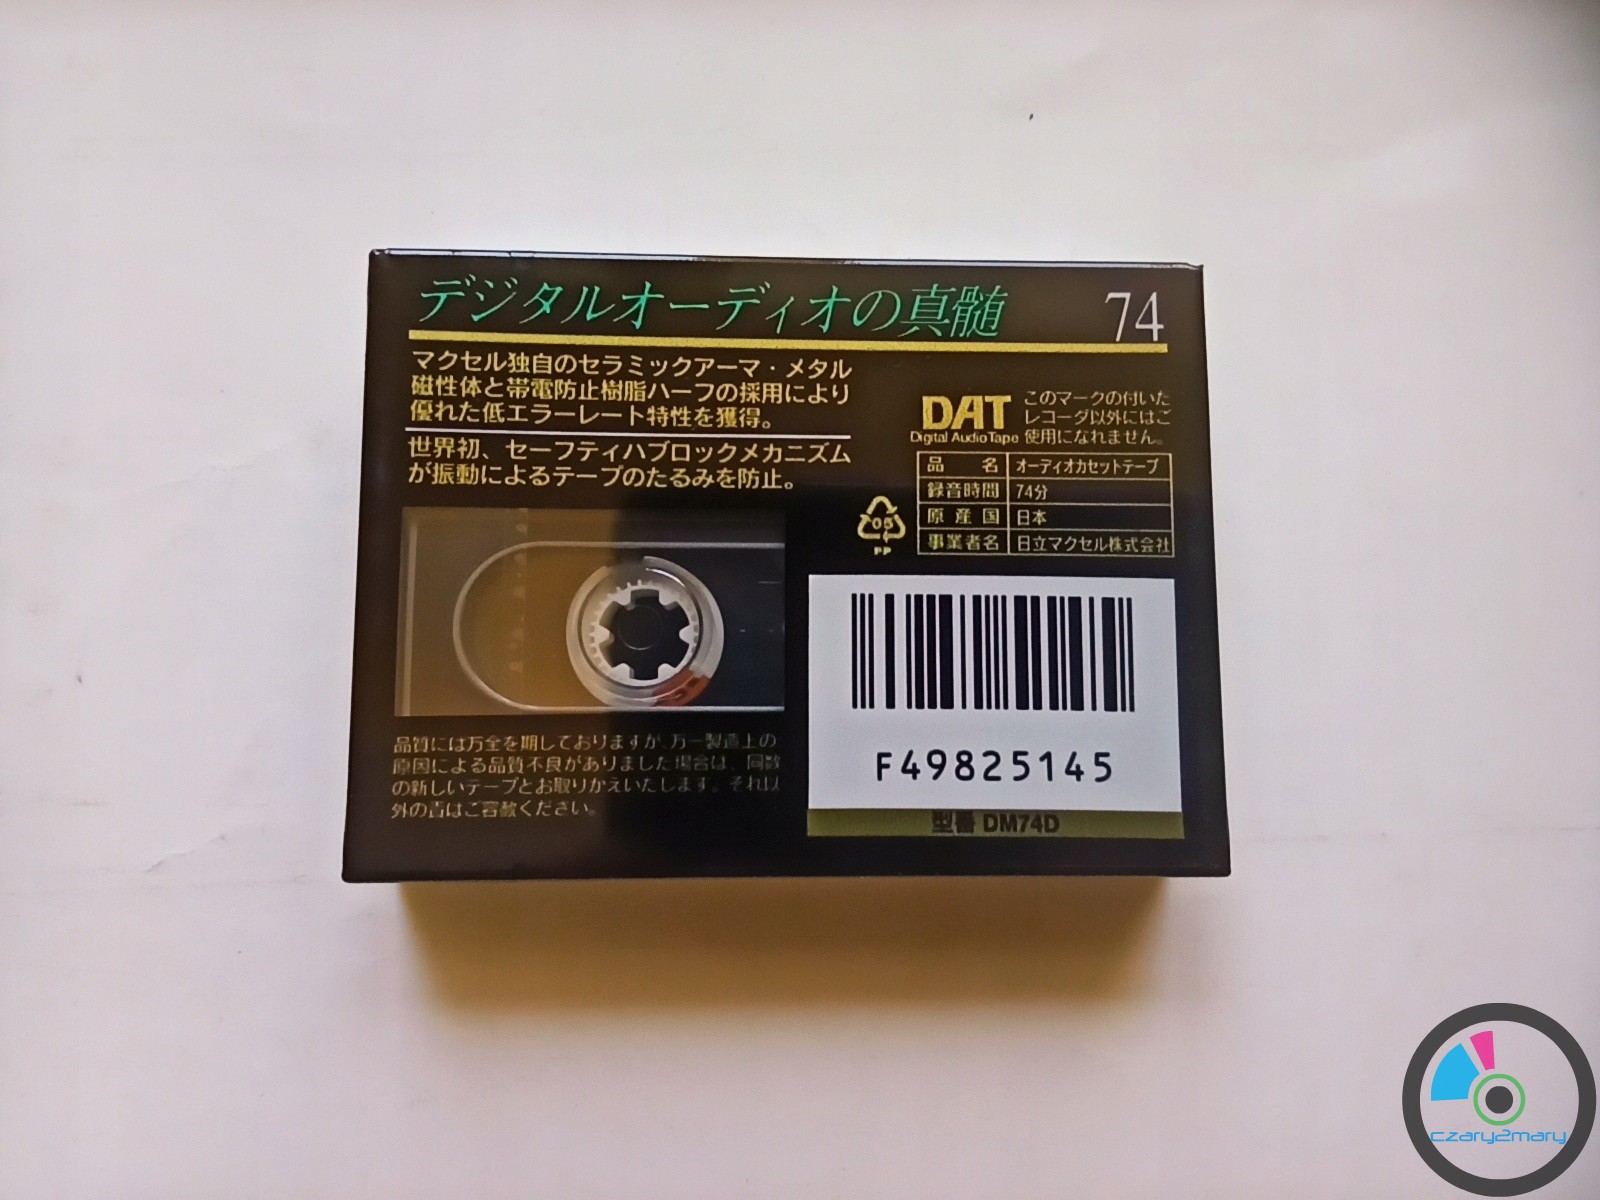 デジタルオーディオの真髄 74
マクセル独自のセラミックアーマ・メタル
磁性体と帯電防止樹脂ハーフの採用により
優れた低エラーレート特性を獲得。
世界初、セーフティハブロックメカニズム
が振動によるテープのたるみを防止。
DAT
Digital Audio Tape
このマークの付いた
レコーダ以外にはご
使用になれません。
品名 オーディオカセットテープ
録音時間 74分
原産国 日本
事業者名 日立マクセル株式会社
05
PP
品質には万全を期しておりますが、万一製造上の
原因による品質不良がありました場合は、同数
の新しいテープとお取りかえいたします。それ以
外の責はご容赦ください。
F49825145
型番 DM74D
czary2mary